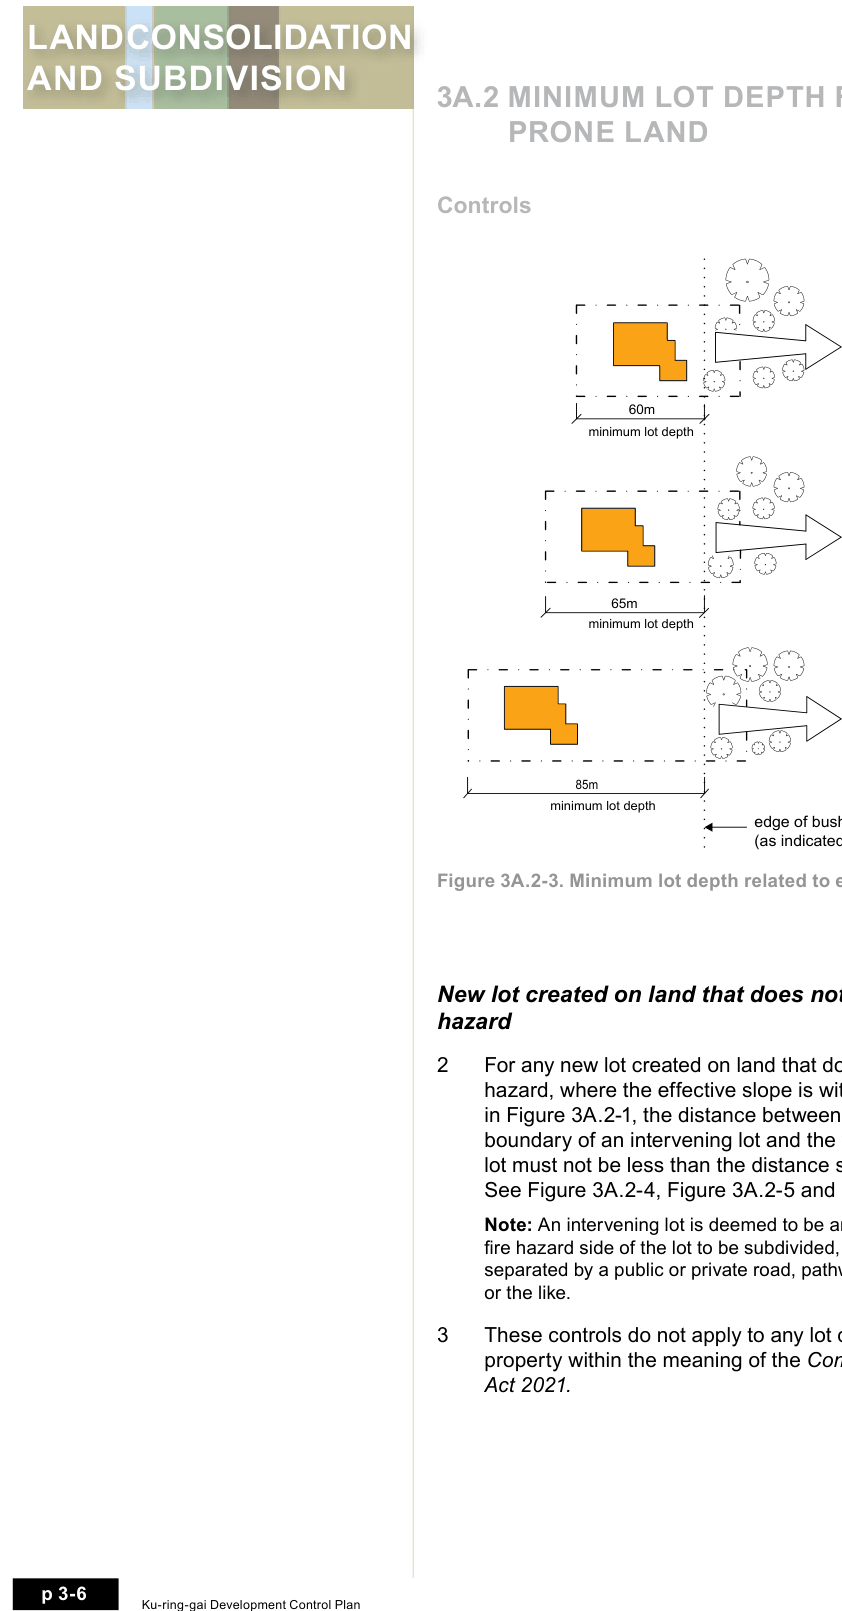 LANDCONSOLIDATION
AND SUBDIVISION
3A.2 MINIMUM LOT DEPTH
PRONE LAND
Controls
60m
minimum lot depth
65m
minimum lot depth
85m
minimum lot depth
edge of
(as indicated
Figure 3A.2-3. Minimum lot depth related to
New lot created on land that does not
hazard
2 For any new lot created on land that
hazard, where the effective slope is
in Figure 3A.2-1, the distance between
boundary of an intervening lot and the
lot must not be less than the distance
See Figure 3A.2-4, Figure 3A.2-5 and
Note: An intervening lot is deemed to be
fire hazard side of the lot to be subdivided,
separated by a public or private road,
or the like.
3 These controls do not apply to any lot
property within the meaning of the
Act 2021.
p 3-6
Ku-ring-gai Development Control Plan